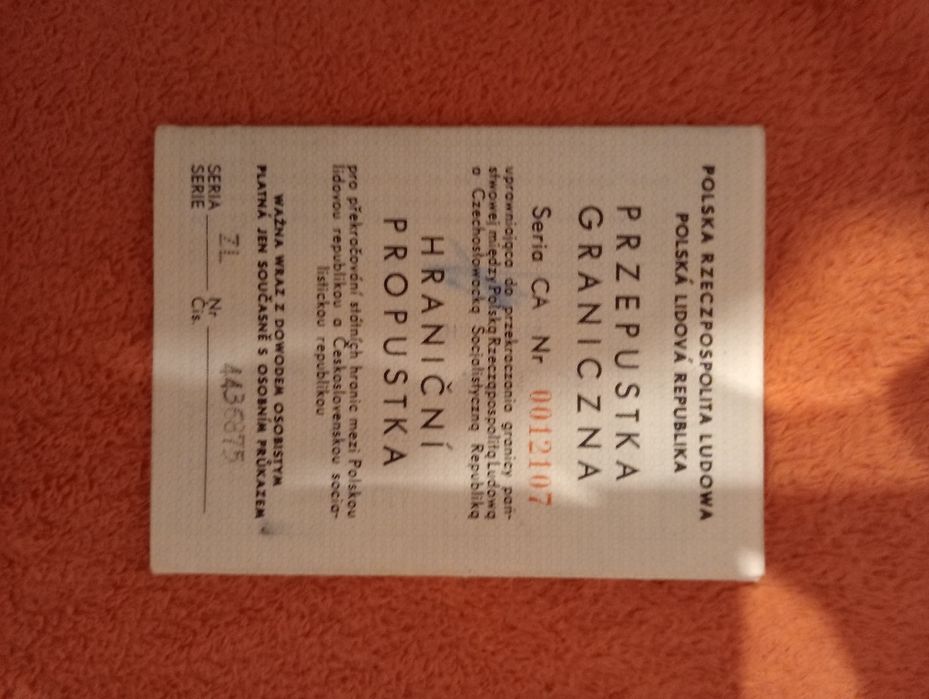 POLSKA RZECZPOSPOLITA LUDOWA
POLSKÁ LIDOVÁ REPUBLIKA
PRZEPUSTKA
GRANICZNA
Seria CA Nr 0012107
uprawniająca do przekraczania granicy pań-
stwowej między Polską Rzecząpospolitą Ludową
a Czechosłowacką Socjalistyczną Republiką
HRANIČNÍ
PROPUSTKA
pro překračování státních hranic mezi Polskou
lidovou republikou a Československou socia-
listickou republikou
WAŻNA WRAZ Z DOWODEM OSOBISTYM
PLATNÁ JEN SOUČASNĚ S OSOBNÍM PRŮKAZEM
SERIA ZL Nr 4436875
SERIE Čis.